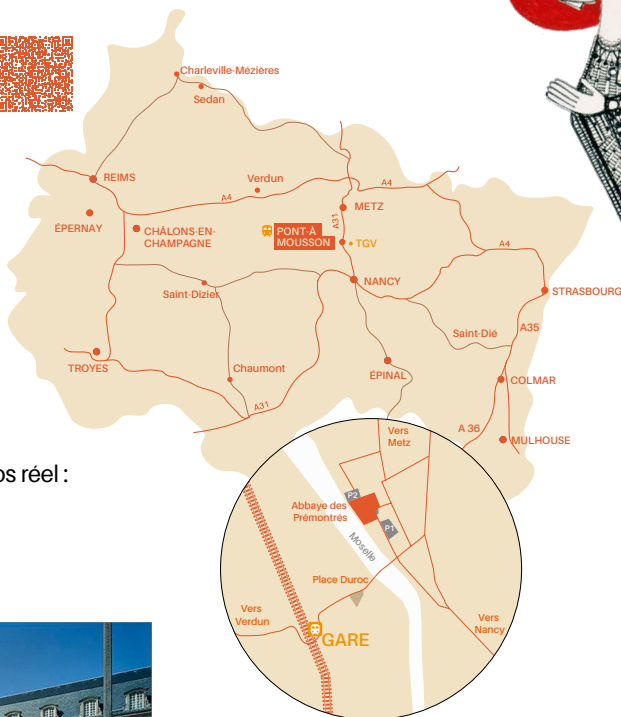 Charleville-Mézières
Sedan
REIMS
Verdun
A4
A4
METZ
ÉPERNAY
CHÂLONS-EN-
CHAMPAGNE
PONT-À
MOUSSON
A31
TGV
A4
NANCY
STRASBOURG
Saint-Dizier
Saint-Dié
A35
TROYES
Chaumont
ÉPINAL
COLMAR
A31
A 36
MULHOUSE
Vers
Metz
ps réel :
P2
Abbaye des
Prémontrés
P1
Moselle
Place Duroc
Vers
Verdun
Vers
Nancy
GARE